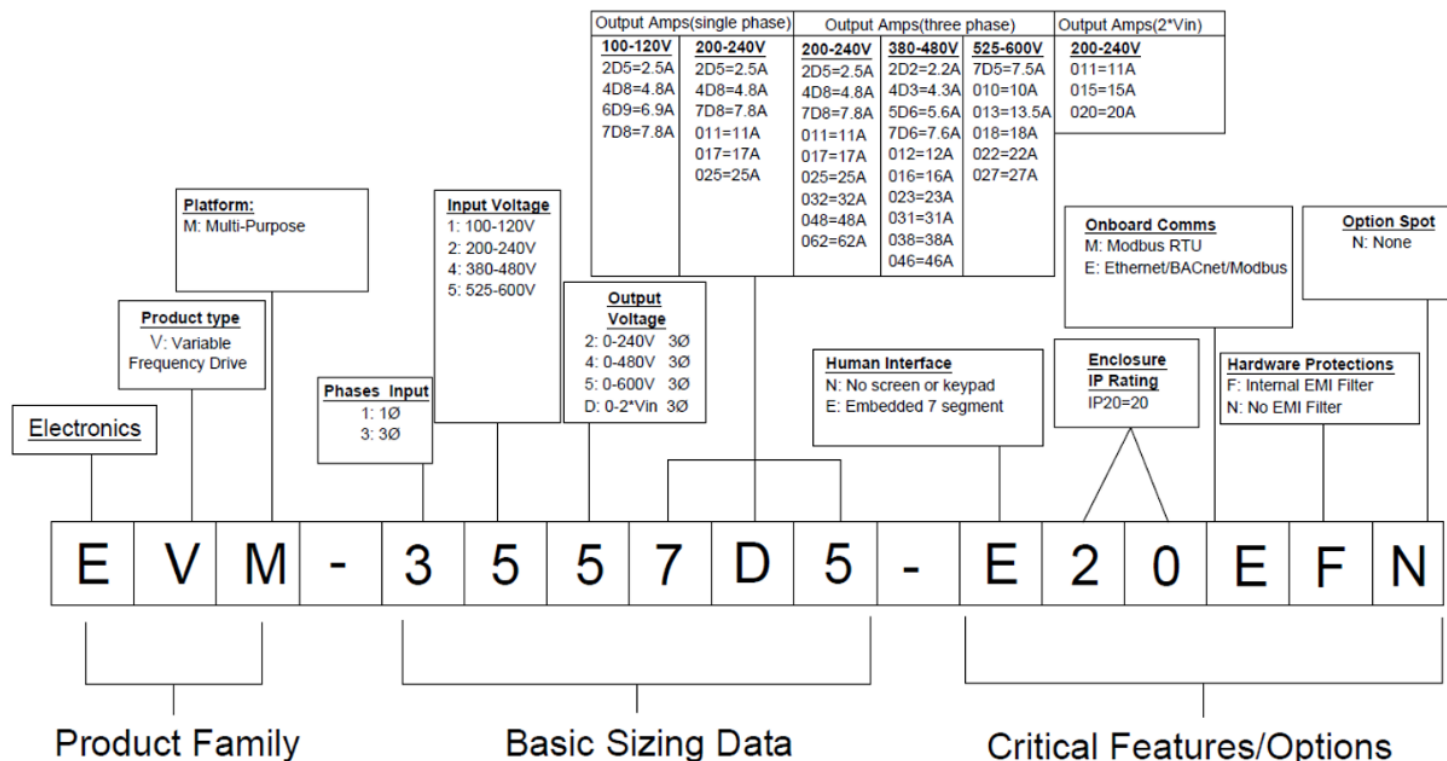 Output Amps(single phase)
100-120V
2D5=2.5A
4D8=4.8A
6D9=6.9A
7D8=7.8A
200-240V
2D5=2.5A
4D8=4.8A
7D8=7.8A
011=11A
017=17A
025=25A
Output Amps(three phase)
200-240V
2D5=2.5A
4D8=4.8A
7D8=7.8A
011=11A
017=17A
025=25A
032=32A
048=48A
062=62A
380-480V
2D2=2.2A
4D3=4.3A
5D6=5.6A
7D6=7.6A
012=12A
016=16A
023=23A
031=31A
038=38A
046=46A
525-600V
7D5=7.5A
010=10A
013=13.5A
018=18A
022=22A
027=27A
Output Amps(2*Vin)
200-240V
011=11A
015=15A
020=20A
Electronics
Product type
V: Variable
Frequency Drive
Platform:
M: Multi-Purpose
Phases Input
1: 1Ø
3: 3Ø
Input Voltage
1: 100-120V
2: 200-240V
4: 380-480V
5: 525-600V
Output
Voltage
2: 0-240V 3Ø
4: 0-480V 3Ø
5: 0-600V 3Ø
D: 0-2*Vin 3Ø
Human Interface
N: No screen or keypad
E: Embedded 7 segment
Enclosure
IP Rating
IP20=20
Onboard Comms
M: Modbus RTU
E: Ethernet/BACnet/Modbus
Hardware Protections
F: Internal EMI Filter
N: No EMI Filter
Option Spot
N: None
E V M - 3 5 5 7 D 5 - E 2 0 E F N
Product Family
Basic Sizing Data
Critical Features/Options